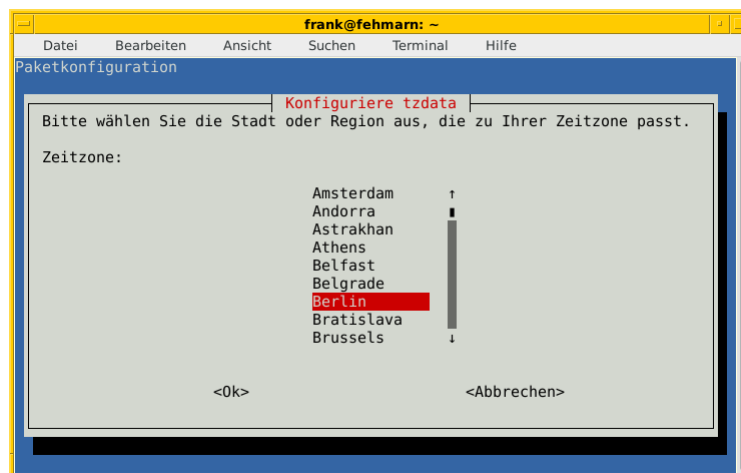 frank@fehmarn: ~
Datei Bearbeiten Ansicht Suchen Terminal Hilfe
Paketkonfiguration
Konfiguriere tzdata
Bitte wählen Sie die Stadt oder Region aus, die zu Ihrer Zeitzone passt.
Zeitzone:
Amsterdam ↑
Andorra
Astrakhan
Athens
Belfast
Belgrade
Berlin
Bratislava
Brussels ↓
<Ok> <Abbrechen>